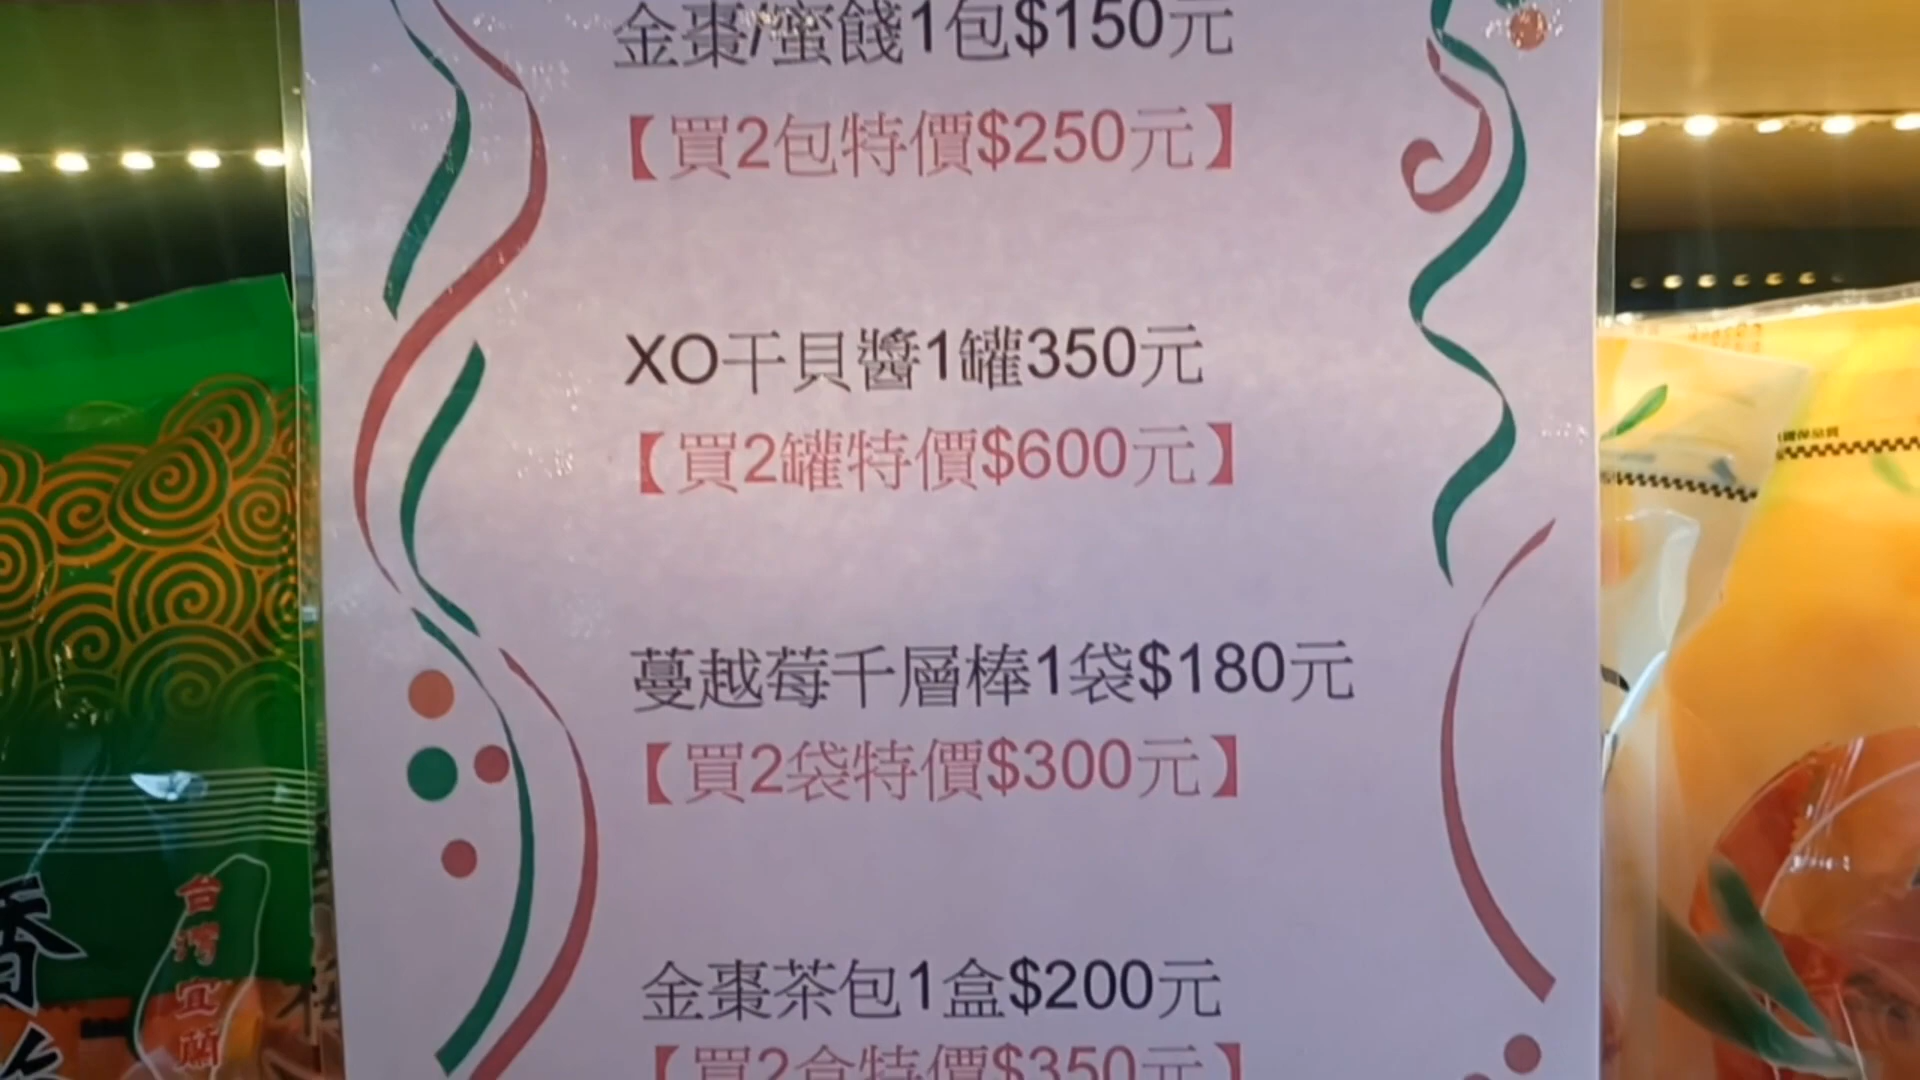 金棗/蜜餞1包$150元
【買2包特價$250元】
XO干貝醬1罐350元
【買2罐特價$600元】
蔓越莓千層棒1袋$180元
【買2袋特價$300元】
金棗茶包1盒$200元
【買2盒特價$350元】
台灣宜蘭
香